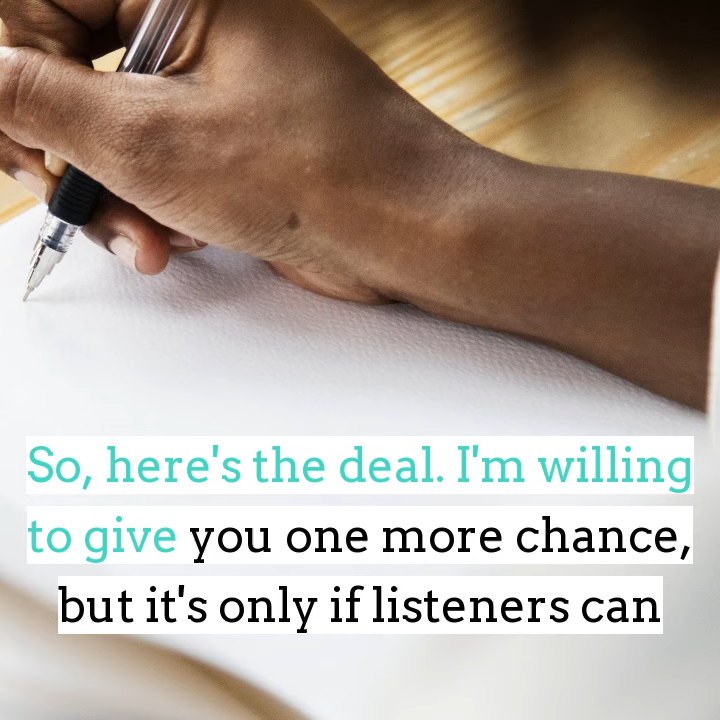 So, here's the deal. I'm willing
to give you one more chance,
but it's only if listeners can